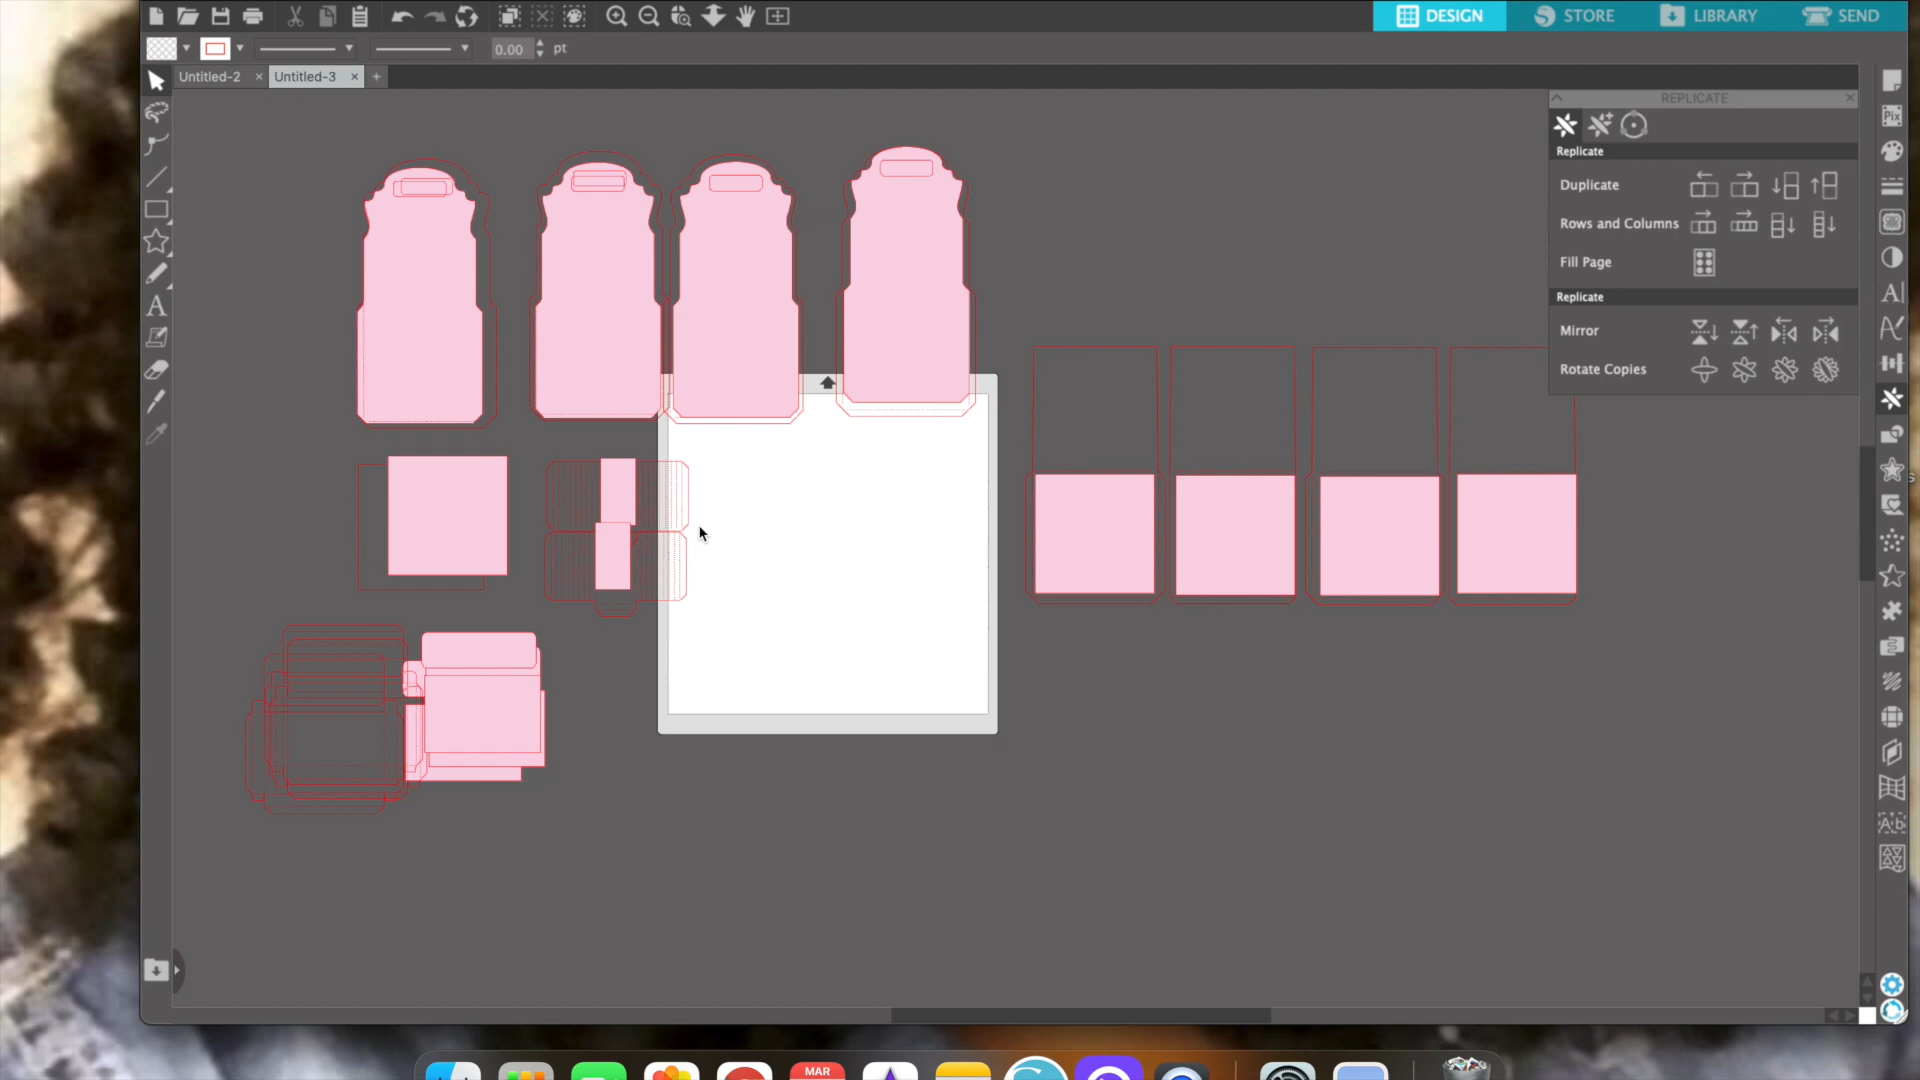 DESIGN
STORE
LIBRARY
SEND
0.00 pt
Untitled-2
Untitled-3
REPLICATE
Replicate
Duplicate
Rows and Columns
Fill Page
Replicate
Mirror
Rotate Copies
MAR